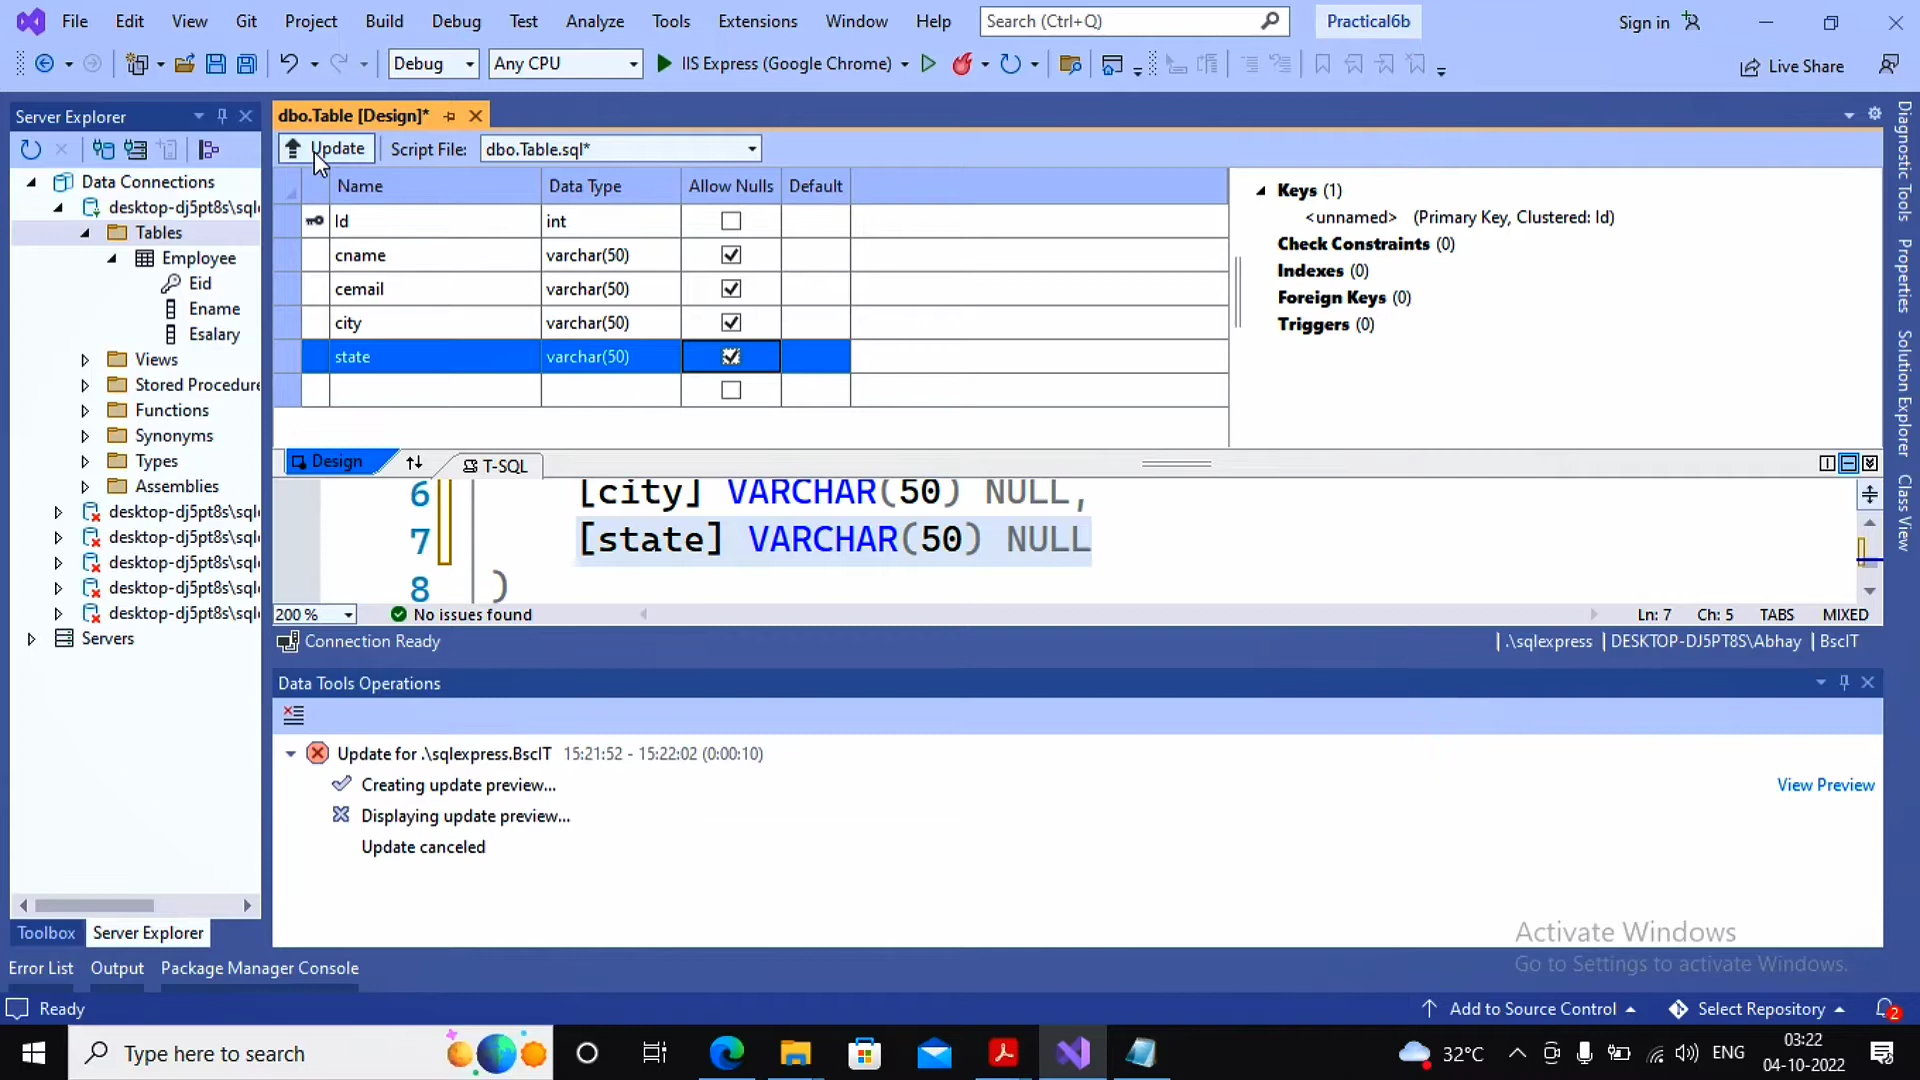 File Edit View Git Project Build Debug Test Analyze Tools Extensions Window Help Search (Ctrl+Q) Practical6b Sign in
Debug Any CPU IIS Express (Google Chrome) Live Share
Server Explorer
Data Connections
desktop-dj5pt8s\sqle
Tables
Employee
Eid
Ename
Esalary
Views
Stored Procedure
Functions
Synonyms
Types
Assemblies
desktop-dj5pt8s\sqle
desktop-dj5pt8s\sqle
desktop-dj5pt8s\sqle
desktop-dj5pt8s\sqle
desktop-dj5pt8s\sqle
Servers
Toolbox Server Explorer
dbo.Table [Design]*
Update Script File: dbo.Table.sql*
Name Data Type Allow Nulls Default
Id int
cname varchar(50)
cemail varchar(50)
city varchar(50)
state varchar(50)
Keys (1)
<unnamed> (Primary Key, Clustered: Id)
Check Constraints (0)
Indexes (0)
Foreign Keys (0)
Triggers (0)
Design T-SQL
6 [city] VARCHAR(50) NULL,
7 [state] VARCHAR(50) NULL
8 )
200 % No issues found Ln: 7 Ch: 5 TABS MIXED
Connection Ready | .\sqlexpress | DESKTOP-DJ5PT8S\Abhay | BscIT
Data Tools Operations
Update for .\sqlexpress.BscIT 15:21:52 - 15:22:02 (0:00:10)
Creating update preview... View Preview
Displaying update preview...
Update canceled
Diagnostic Tools
Properties
Solution Explorer
Class View
Activate Windows
Go to Settings to activate Windows.
Error List Output Package Manager Console
Ready Add to Source Control Select Repository 2
Type here to search 32°C ENG 03:22
04-10-2022